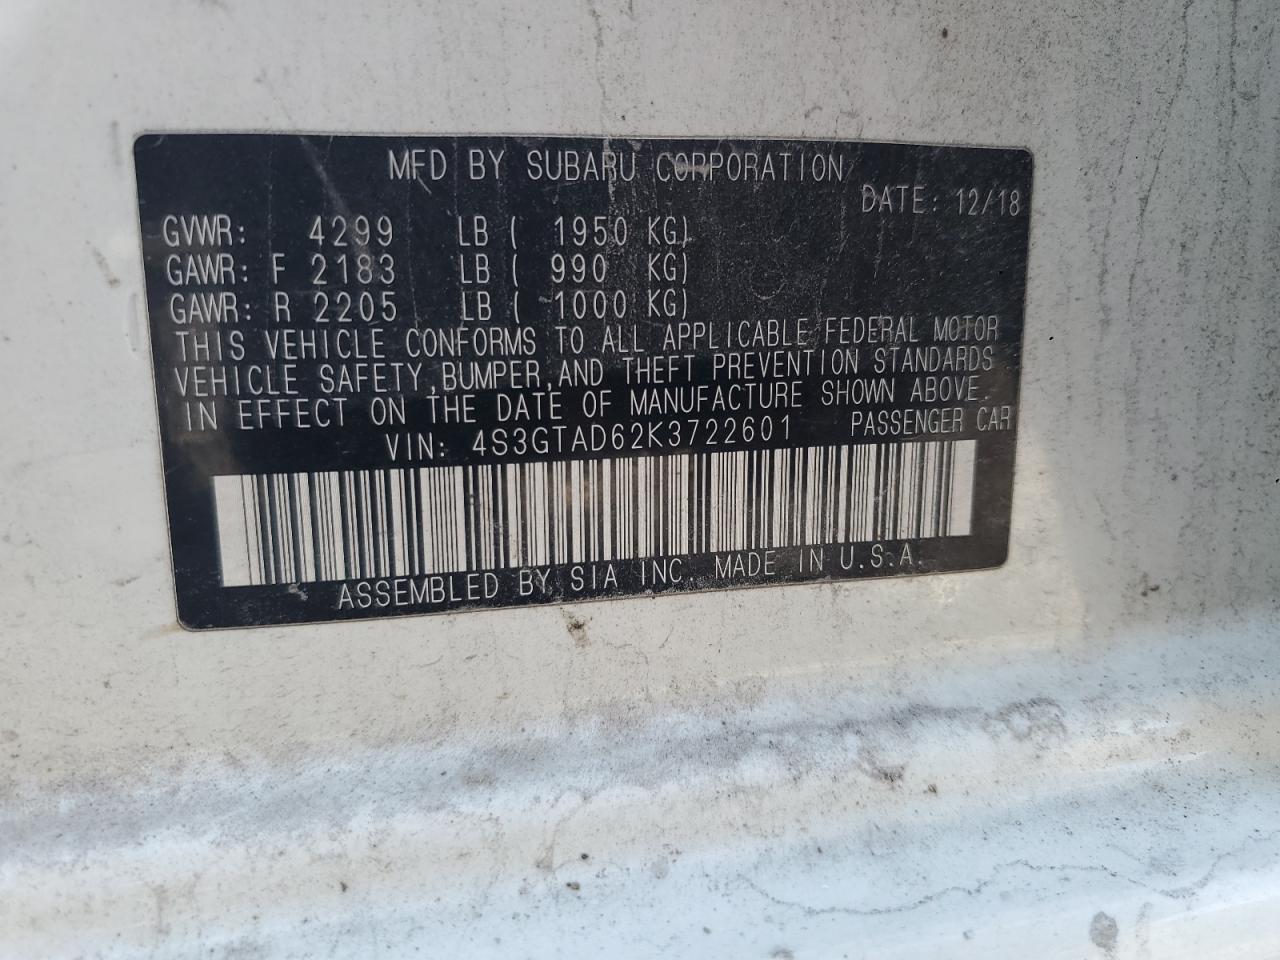 MFD BY SUBARU CORPORATION
DATE: 12/18
GVWR: 4299 LB ( 1950 KG)
GAWR: F 2183 LB ( 990 KG)
GAWR: R 2205 LB ( 1000 KG)
THIS VEHICLE CONFORMS TO ALL APPLICABLE FEDERAL MOTOR
VEHICLE SAFETY, BUMPER, AND THEFT PREVENTION STANDARDS
IN EFFECT ON THE DATE OF MANUFACTURE SHOWN ABOVE.
VIN: 4S3GTAD62K3722601 PASSENGER CAR
ASSEMBLED BY SIA INC. MADE IN U.S.A.